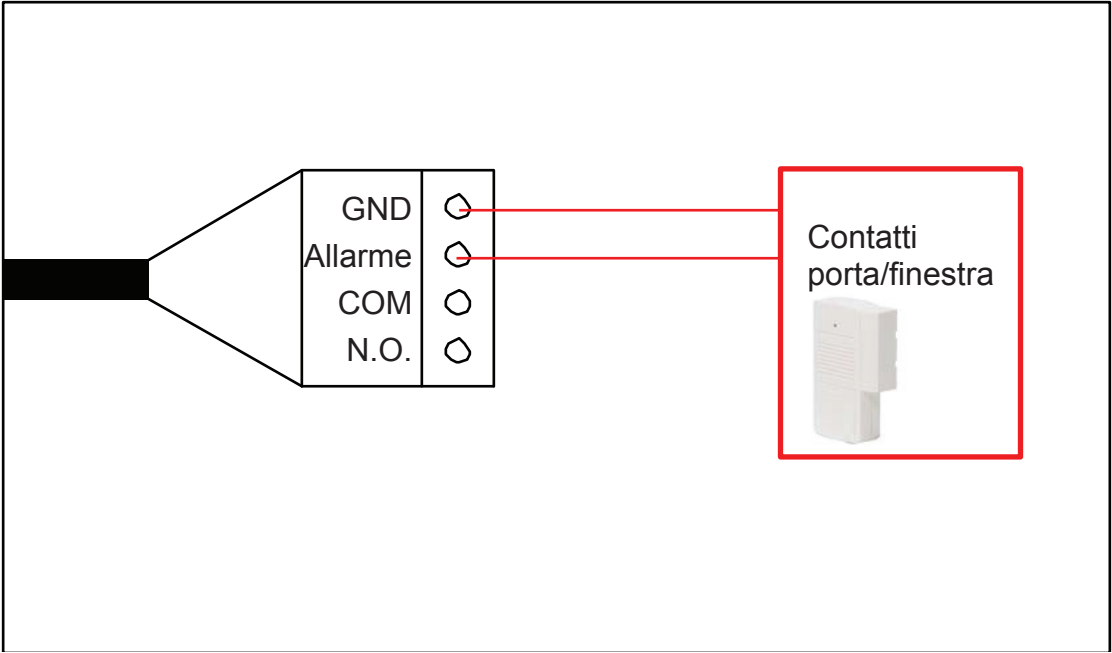 GND
Allarme
COM
N.O.
Contatti
porta/finestra